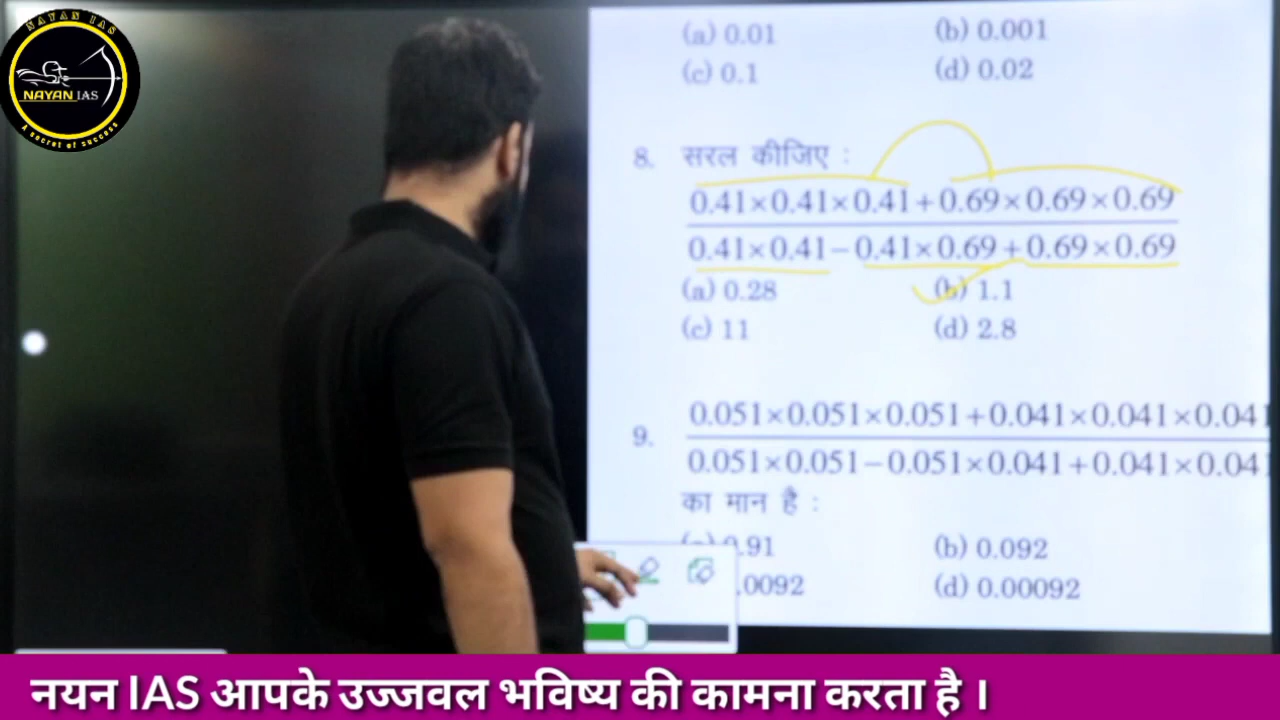 NAYAN IAS
NAYAN IAS
A secret of success
(a) 0.01 (b) 0.001
(c) 0.1 (d) 0.02
8. सरल कीजिए :
0.41×0.41×0.41+0.69×0.69×0.69
0.41×0.41−0.41×0.69+0.69×0.69
(a) 0.28 (b) 1.1
(c) 11 (d) 2.8
0.051×0.051×0.051+0.041×0.041×0.041
9.
0.051×0.051−0.051×0.041+0.041×0.041
का मान है :
.91 (b) 0.092
.0092 (d) 0.00092
नयन IAS आपके उज्जवल भविष्य की कामना करता है ।